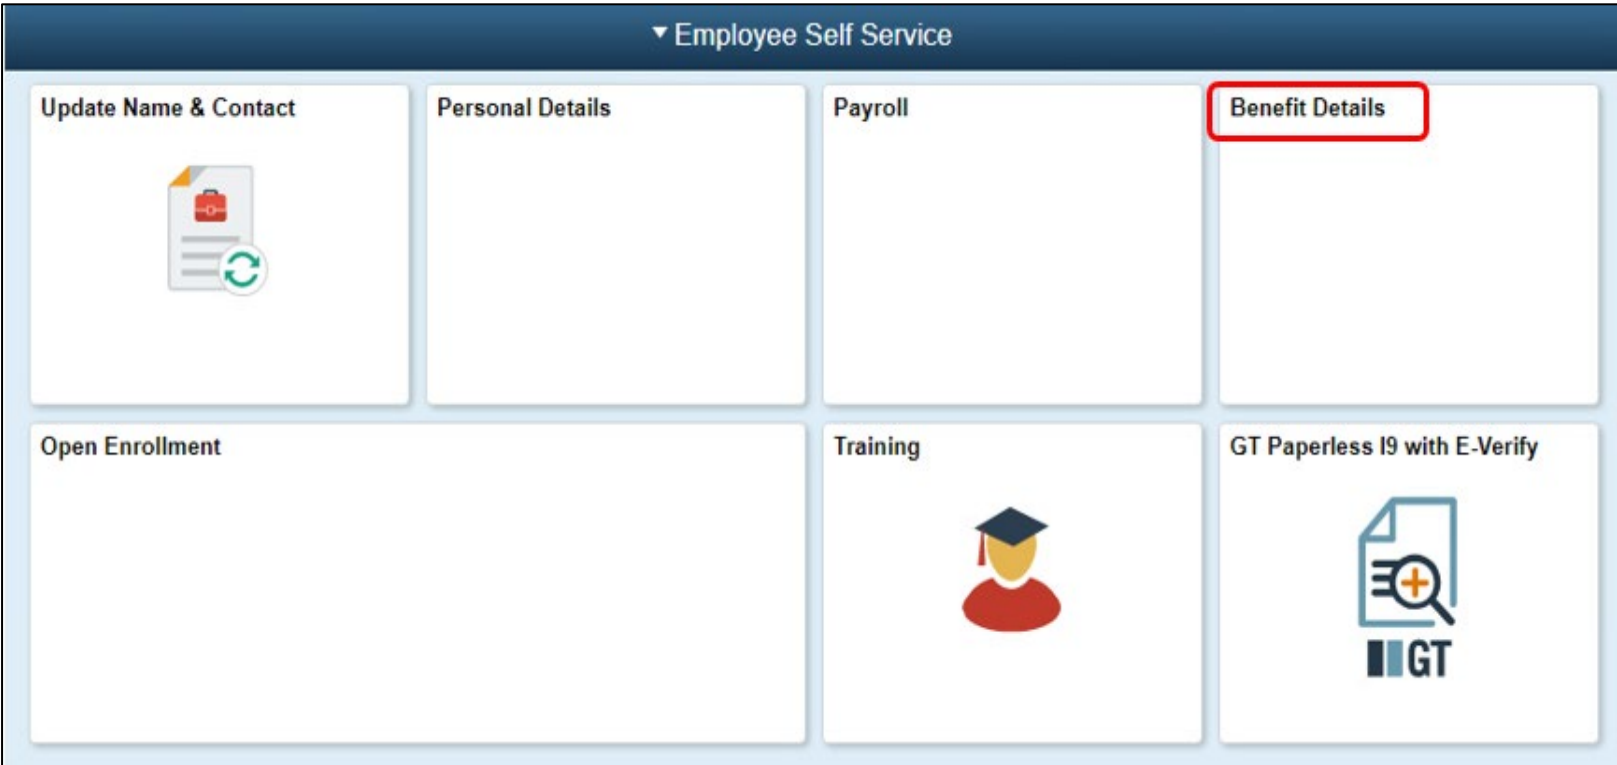 Employee Self Service
Update Name & Contact
Personal Details
Payroll
Benefit Details
Open Enrollment
Training
GT Paperless I9 with E-Verify
GT